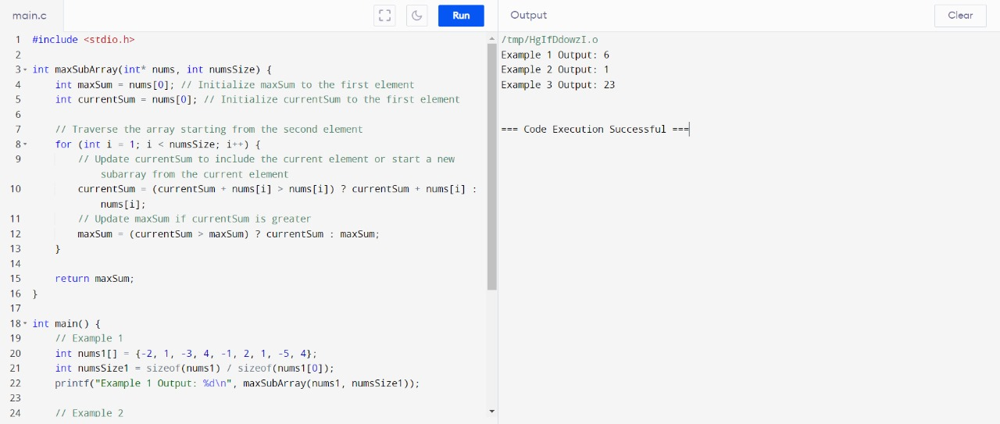 main.c
Run
Output
Clear
1 #include <stdio.h>
2
3 int maxSubArray(int* nums, int numsSize) {
4 int maxSum = nums[0]; // Initialize maxSum to the first element
5 int currentSum = nums[0]; // Initialize currentSum to the first element
6
7 // Traverse the array starting from the second element
8 for (int i = 1; i < numsSize; i++) {
9 // Update currentSum to include the current element or start a new
subarray from the current element
10 currentSum = (currentSum + nums[i] > nums[i]) ? currentSum + nums[i] :
nums[i];
11 // Update maxSum if currentSum is greater
12 maxSum = (currentSum > maxSum) ? currentSum : maxSum;
13 }
14
15 return maxSum;
16 }
17
18 int main() {
19 // Example 1
20 int nums1[] = {-2, 1, -3, 4, -1, 2, 1, -5, 4};
21 int numsSize1 = sizeof(nums1) / sizeof(nums1[0]);
22 printf("Example 1 Output: %d\n", maxSubArray(nums1, numsSize1));
23
24 // Example 2
/tmp/HgIfDdowzI.o
Example 1 Output: 6
Example 2 Output: 1
Example 3 Output: 23
=== Code Execution Successful ===